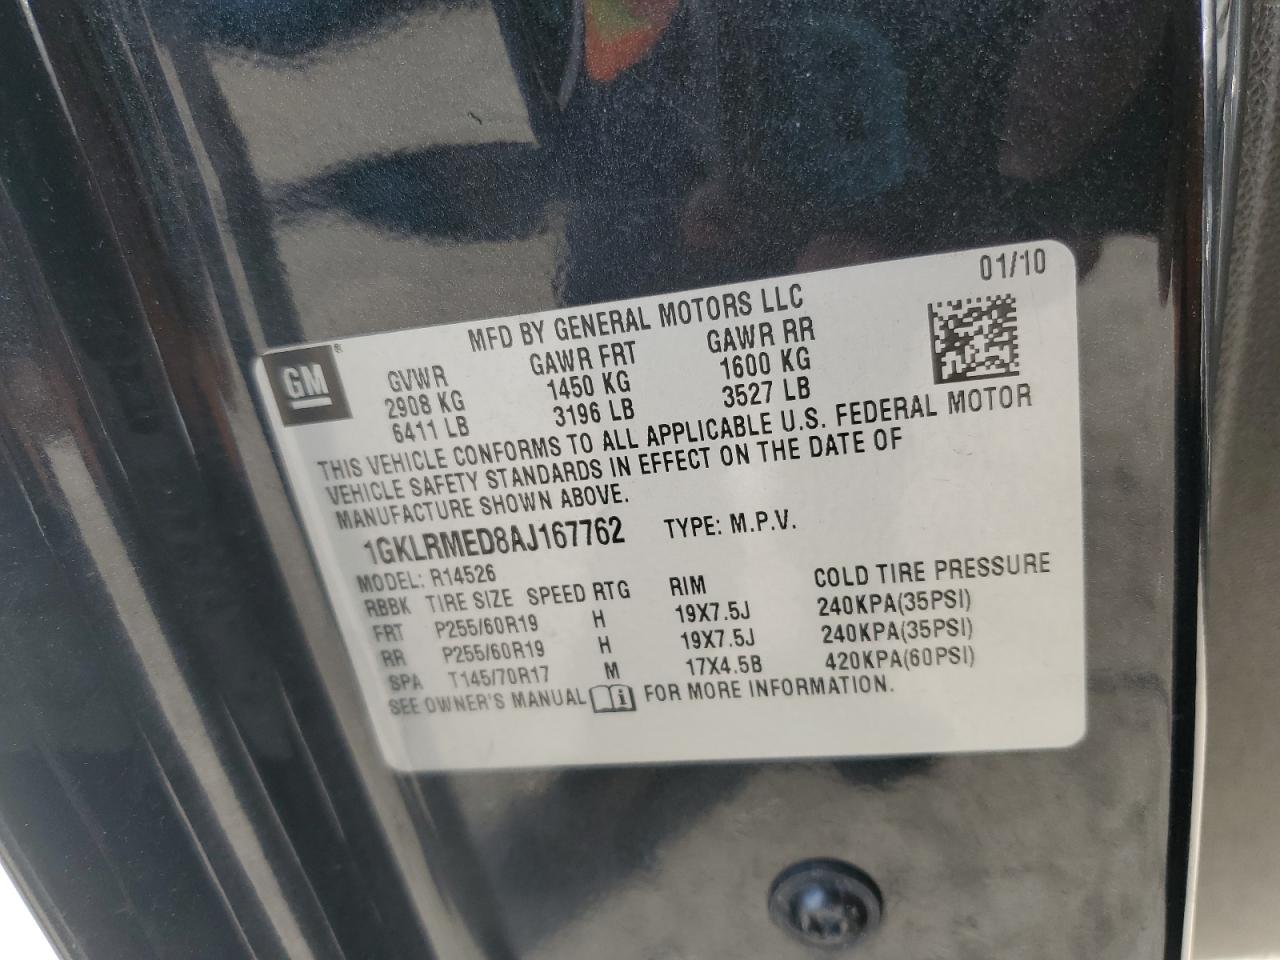 01/10
MFD BY GENERAL MOTORS LLC
GM®
GVWR GAWR FRT GAWR RR
2908 KG 1450 KG 1600 KG
6411 LB 3196 LB 3527 LB
THIS VEHICLE CONFORMS TO ALL APPLICABLE U.S. FEDERAL MOTOR
VEHICLE SAFETY STANDARDS IN EFFECT ON THE DATE OF
MANUFACTURE SHOWN ABOVE.
1GKLRMED8AJ167762 TYPE: M.P.V.
MODEL: R14526
RBBK TIRE SIZE SPEED RTG RIM COLD TIRE PRESSURE
FRT P255/60R19 H 19X7.5J 240KPA(35PSI)
RR P255/60R19 H 19X7.5J 240KPA(35PSI)
SPA T145/70R17 M 17X4.5B 420KPA(60PSI)
SEE OWNER'S MANUAL FOR MORE INFORMATION.